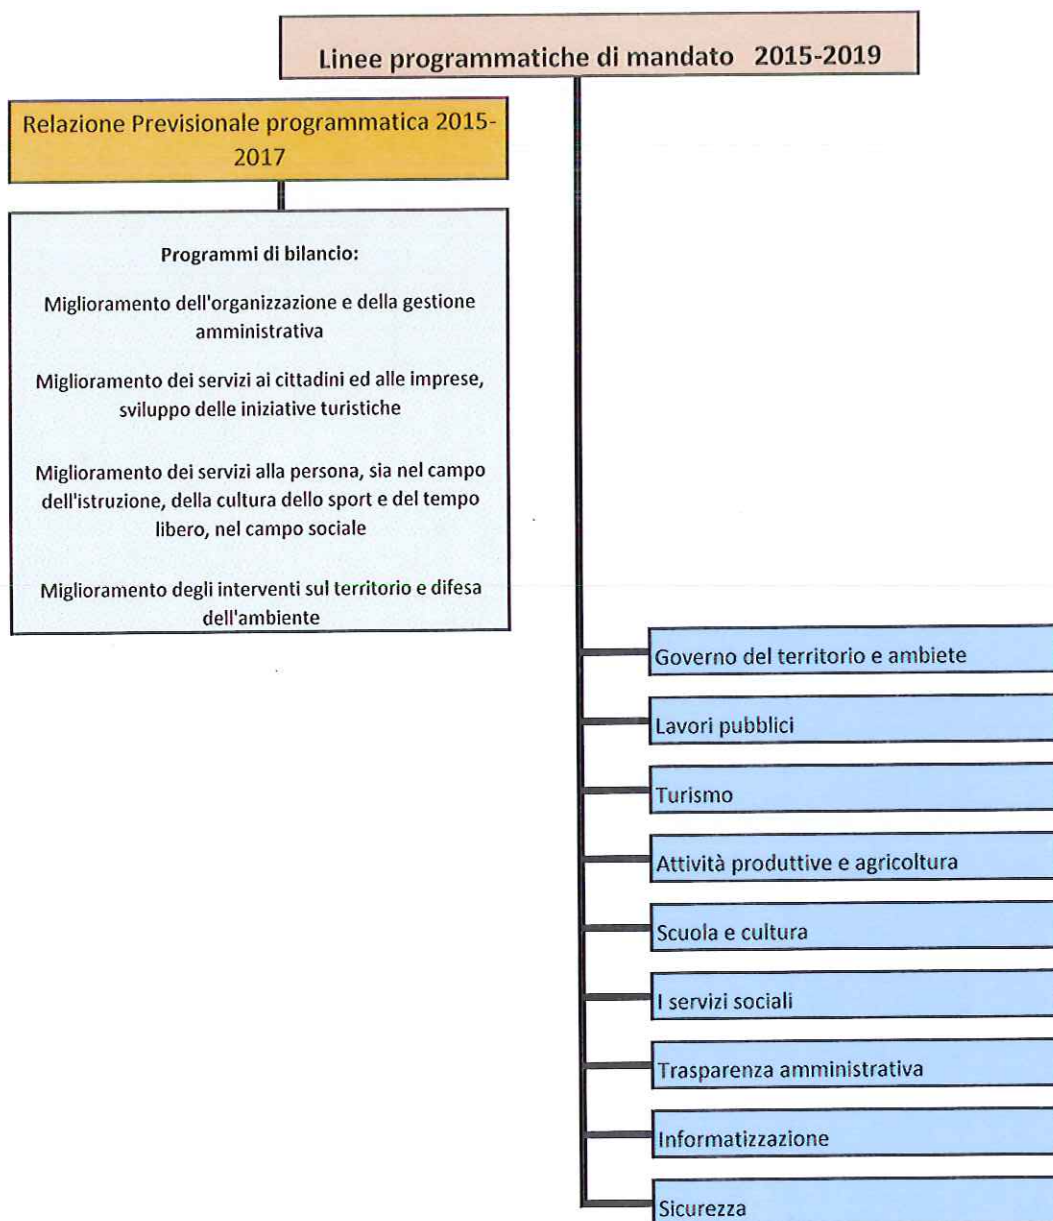 Linee programmatiche di mandato 2015-2019
Relazione Previsionale programmatica 2015-
2017
Programmi di bilancio:
Miglioramento dell'organizzazione e della gestione
amministrativa
Miglioramento dei servizi ai cittadini ed alle imprese,
sviluppo delle iniziative turistiche
Miglioramento dei servizi alla persona, sia nel campo
dell'istruzione, della cultura dello sport e del tempo
libero, nel campo sociale
Miglioramento degli interventi sul territorio e difesa
dell'ambiente
Governo del territorio e ambiete
Lavori pubblici
Turismo
Attività produttive e agricoltura
Scuola e cultura
I servizi sociali
Trasparenza amministrativa
Informatizzazione
Sicurezza